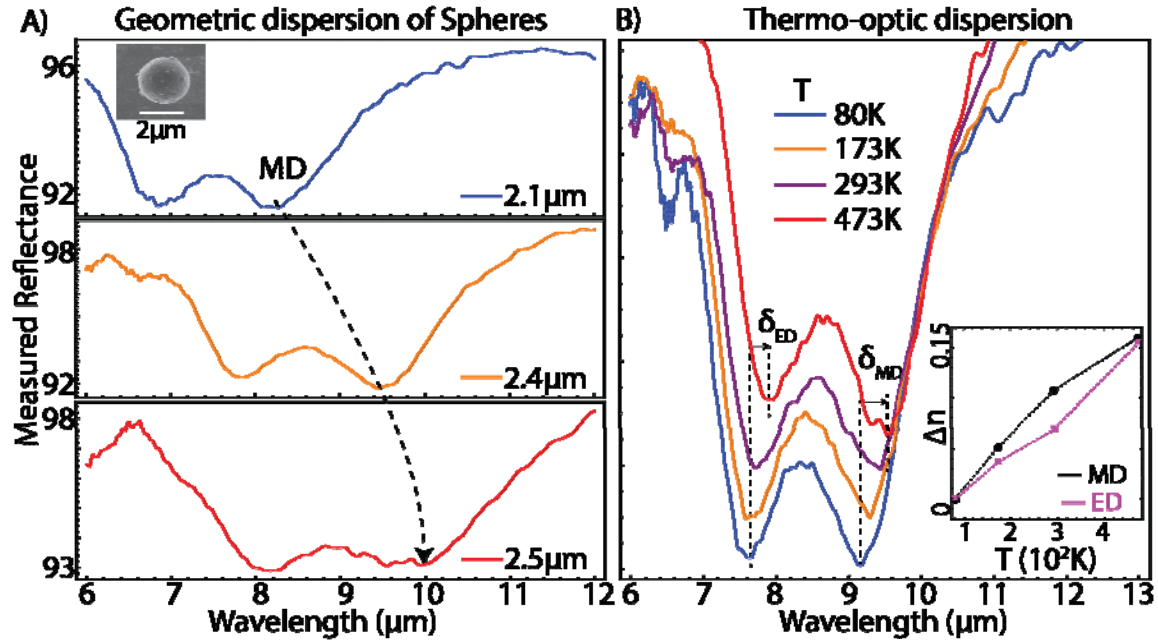 A) Geometric dispersion of Spheres
Measured Reflectance
96
92
2μm
MD
2.1μm
98
92
2.4μm
98
93
2.5μm
6 7 8 9 10 11 12
Wavelength (μm)
B) Thermo-optic dispersion
T
80K
173K
293K
473K
δED
δMD
0.15
0
Δn
MD
ED
1 2 4
T (10²K)
6 7 8 9 10 11 12 13
Wavelength (μm)